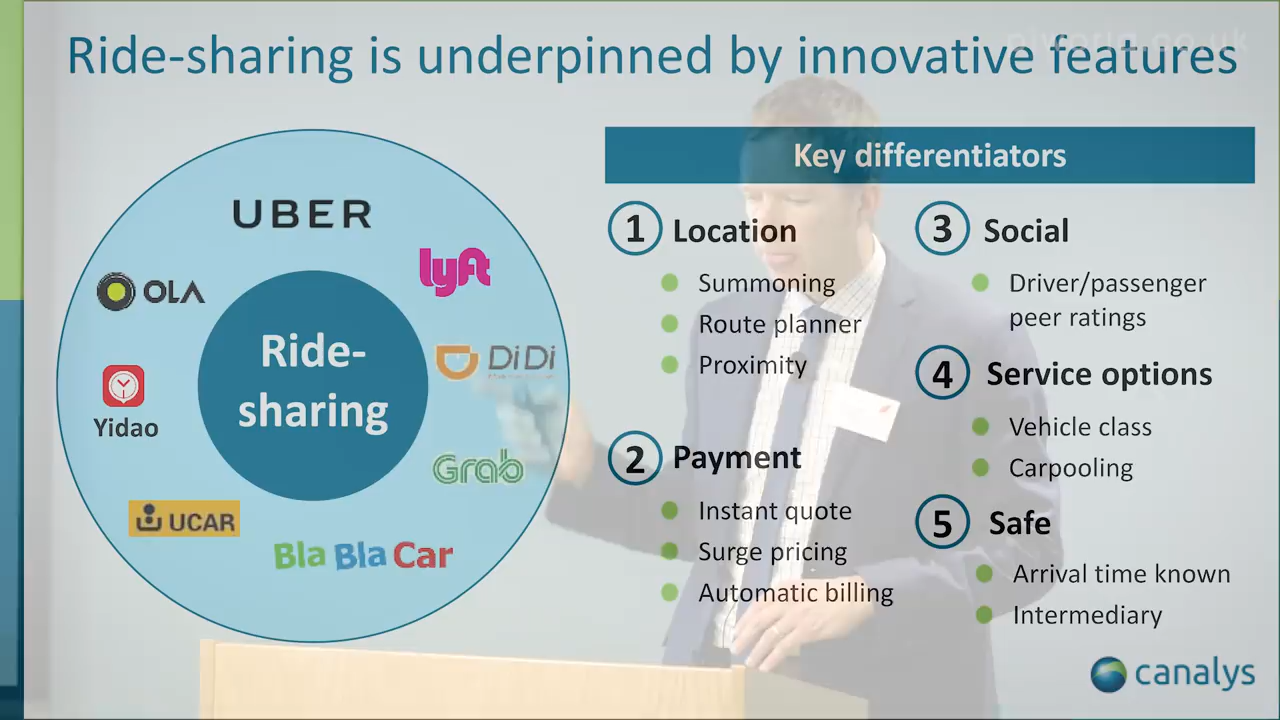 Ride-sharing is underpinned by innovative features
UBER
lyft
OLA
DiDi
Yidao
Grab
UCAR
Bla Bla Car
Ride-
sharing
Key differentiators
1 Location
Summoning
Route planner
Proximity
2 Payment
Instant quote
Surge pricing
Automatic billing
3 Social
Driver/passenger
peer ratings
4 Service options
Vehicle class
Carpooling
5 Safe
Arrival time known
Intermediary
canalys